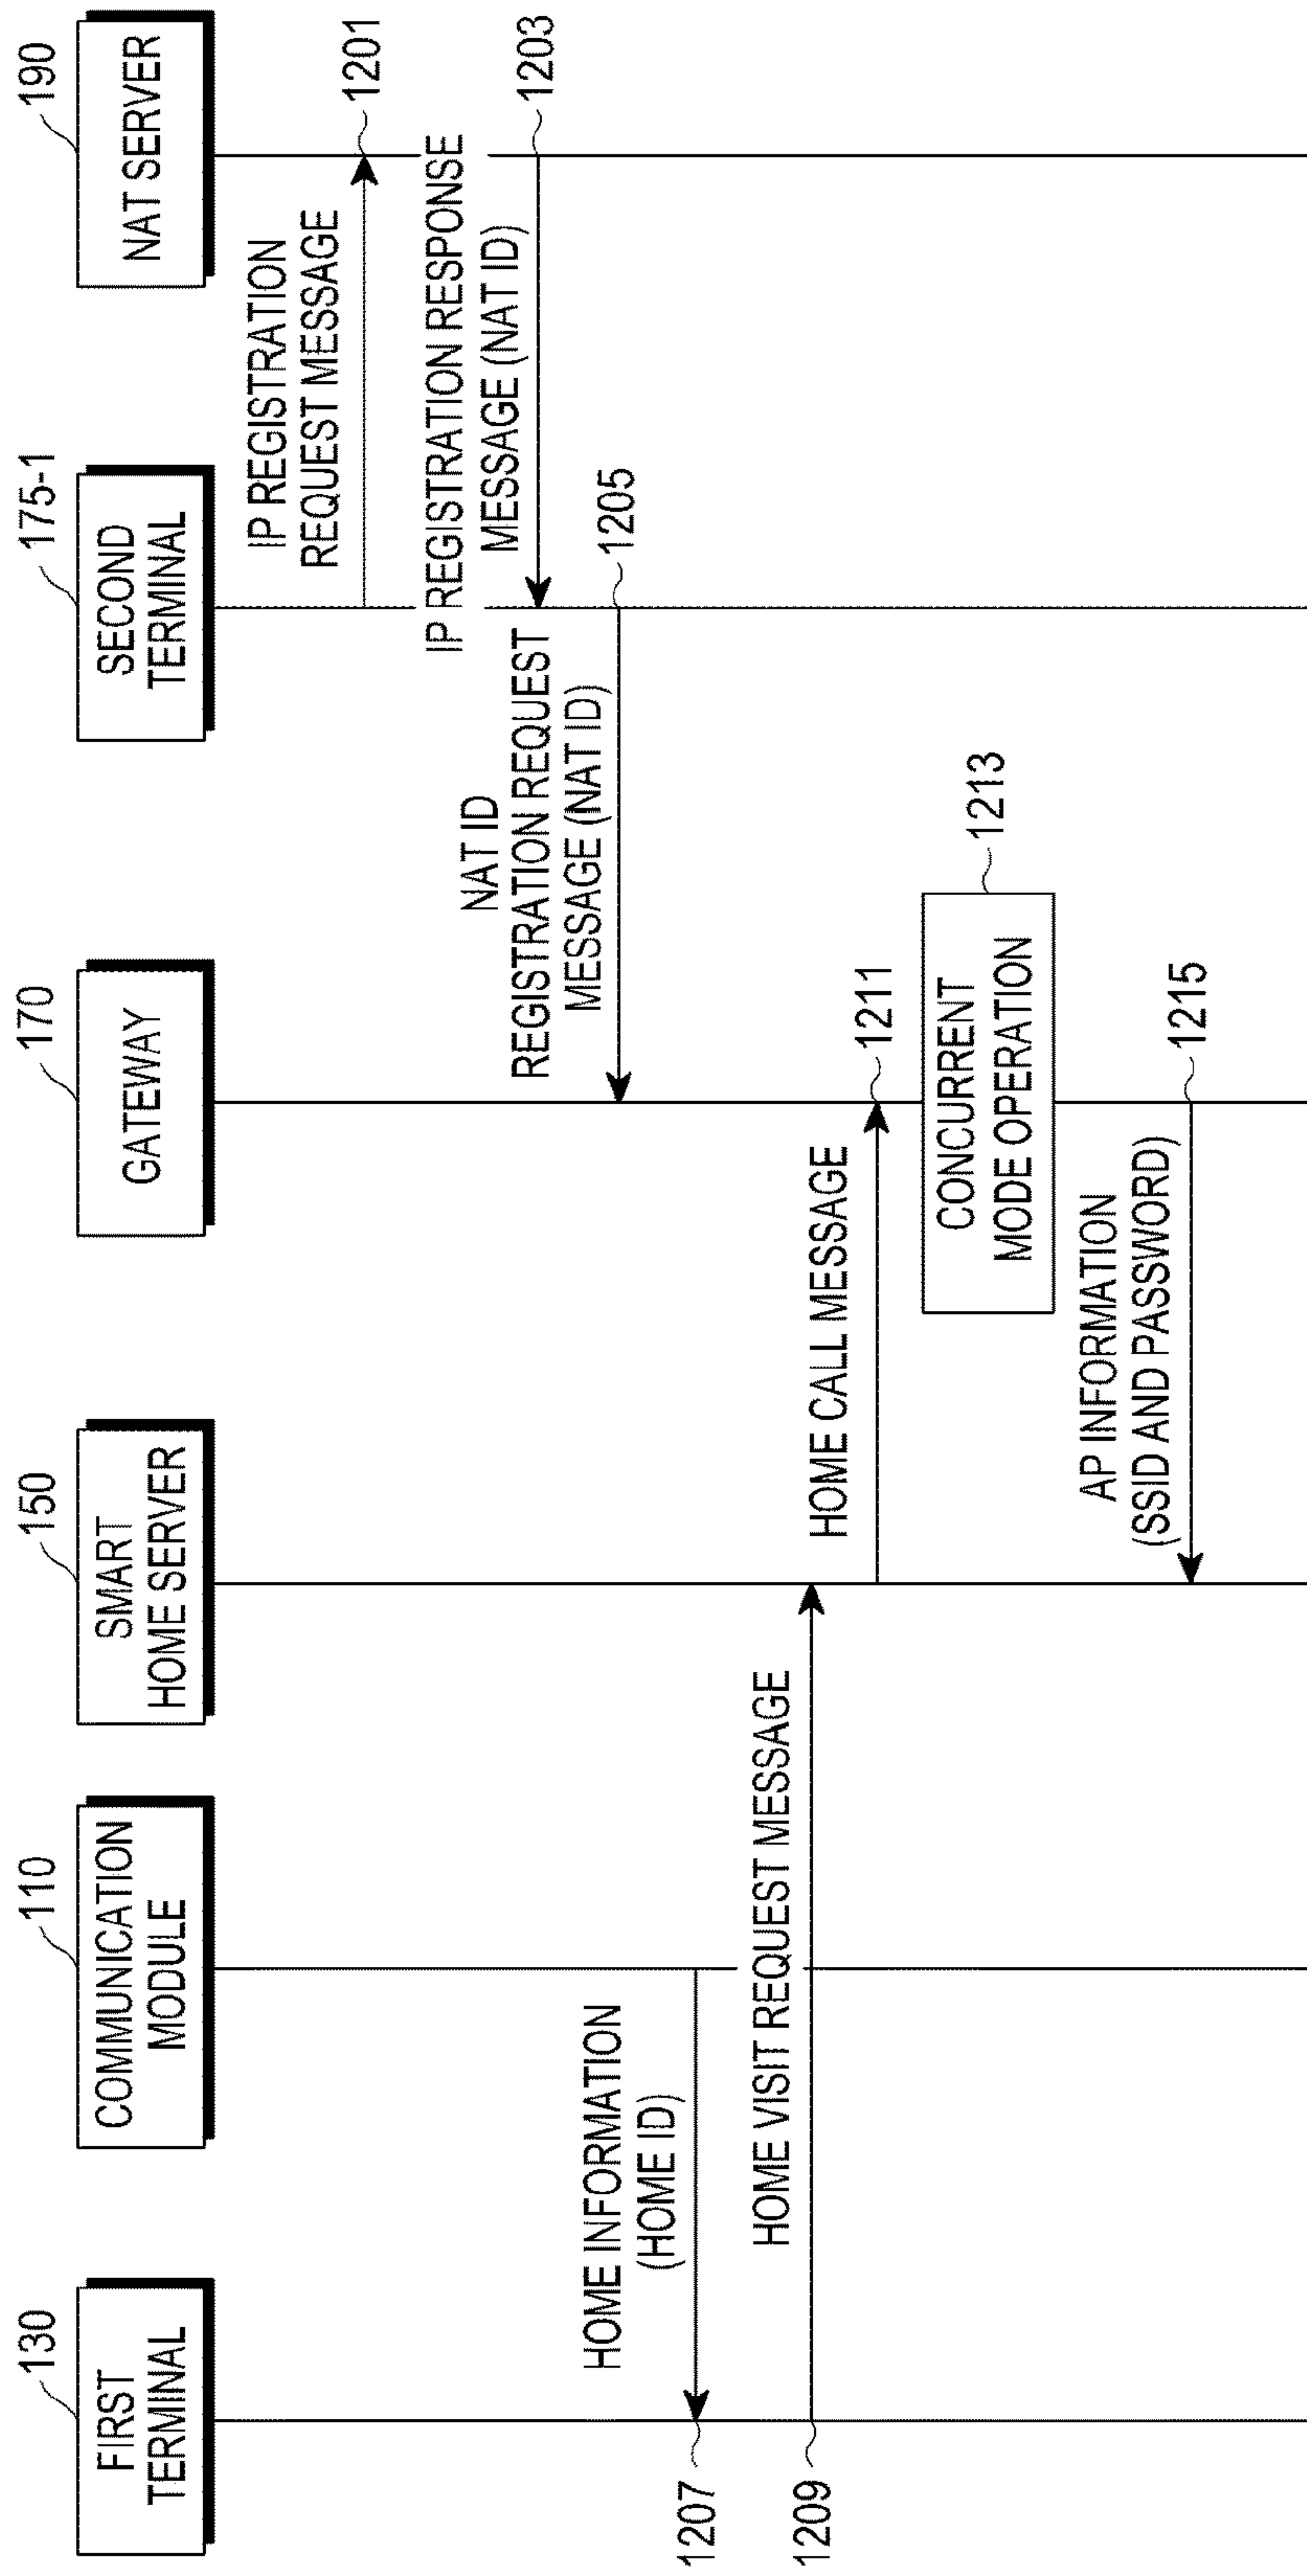 130
FIRST
TERMINAL
110
COMMUNICATION
MODULE
150
SMART
HOME SERVER
170
GATEWAY
175-1
SECOND
TERMINAL
190
NAT SERVER
IP REGISTRATION
REQUEST MESSAGE
1201
IP REGISTRATION RESPONSE
MESSAGE (NAT ID)
1203
NAT ID
REGISTRATION REQUEST
MESSAGE (NAT ID)
1205
HOME INFORMATION
(HOME ID)
1207
HOME VISIT REQUEST MESSAGE
1209
HOME CALL MESSAGE
1211
CONCURRENT
MODE OPERATION
1213
AP INFORMATION
(SSID AND PASSWORD)
1215